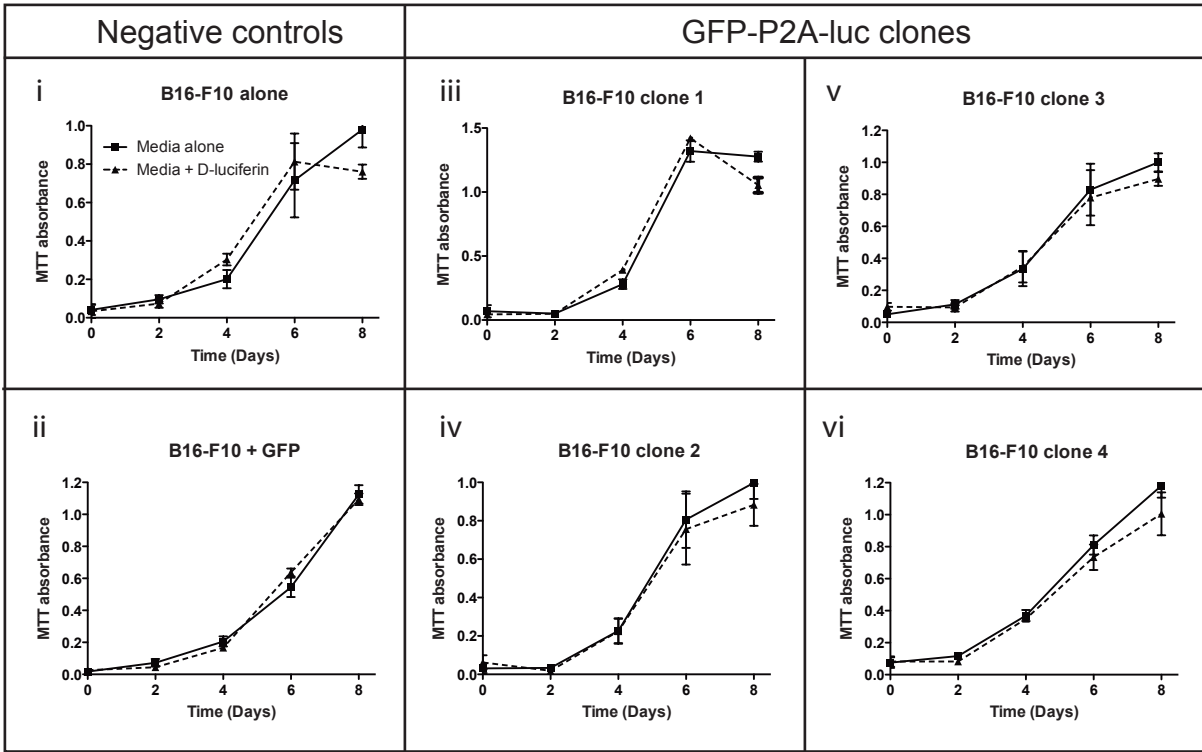 Negative controls
GFP-P2A-luc clones
i
B16-F10 alone
Media alone
Media + D-luciferin
MTT absorbance
1.0
0.8
0.6
0.4
0.2
0.0
0 2 4 6 8
Time (Days)
iii
B16-F10 clone 1
MTT absorbance
1.5
1.0
0.5
0.0
0 2 4 6 8
Time (Days)
v
B16-F10 clone 3
MTT absorbance
1.2
1.0
0.8
0.6
0.4
0.2
0.0
0 2 4 6 8
Time (Days)
ii
B16-F10 + GFP
MTT absorbance
1.2
1.0
0.8
0.6
0.4
0.2
0.0
0 2 4 6 8
Time (Days)
iv
B16-F10 clone 2
MTT absorbance
1.0
0.8
0.6
0.4
0.2
0.0
0 2 4 6 8
Time (Days)
vi
B16-F10 clone 4
MTT absorbance
1.2
1.0
0.8
0.6
0.4
0.2
0.0
0 2 4 6 8
Time (Days)